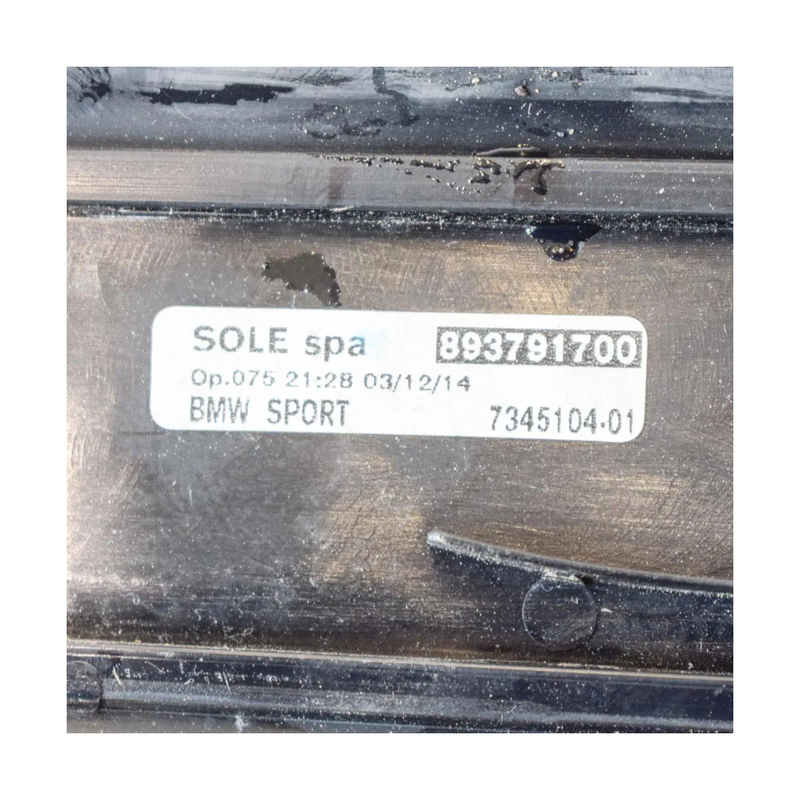 SOLE spa 893791700
Op.075 21:28 03/12/14
BMW SPORT 7345104-01